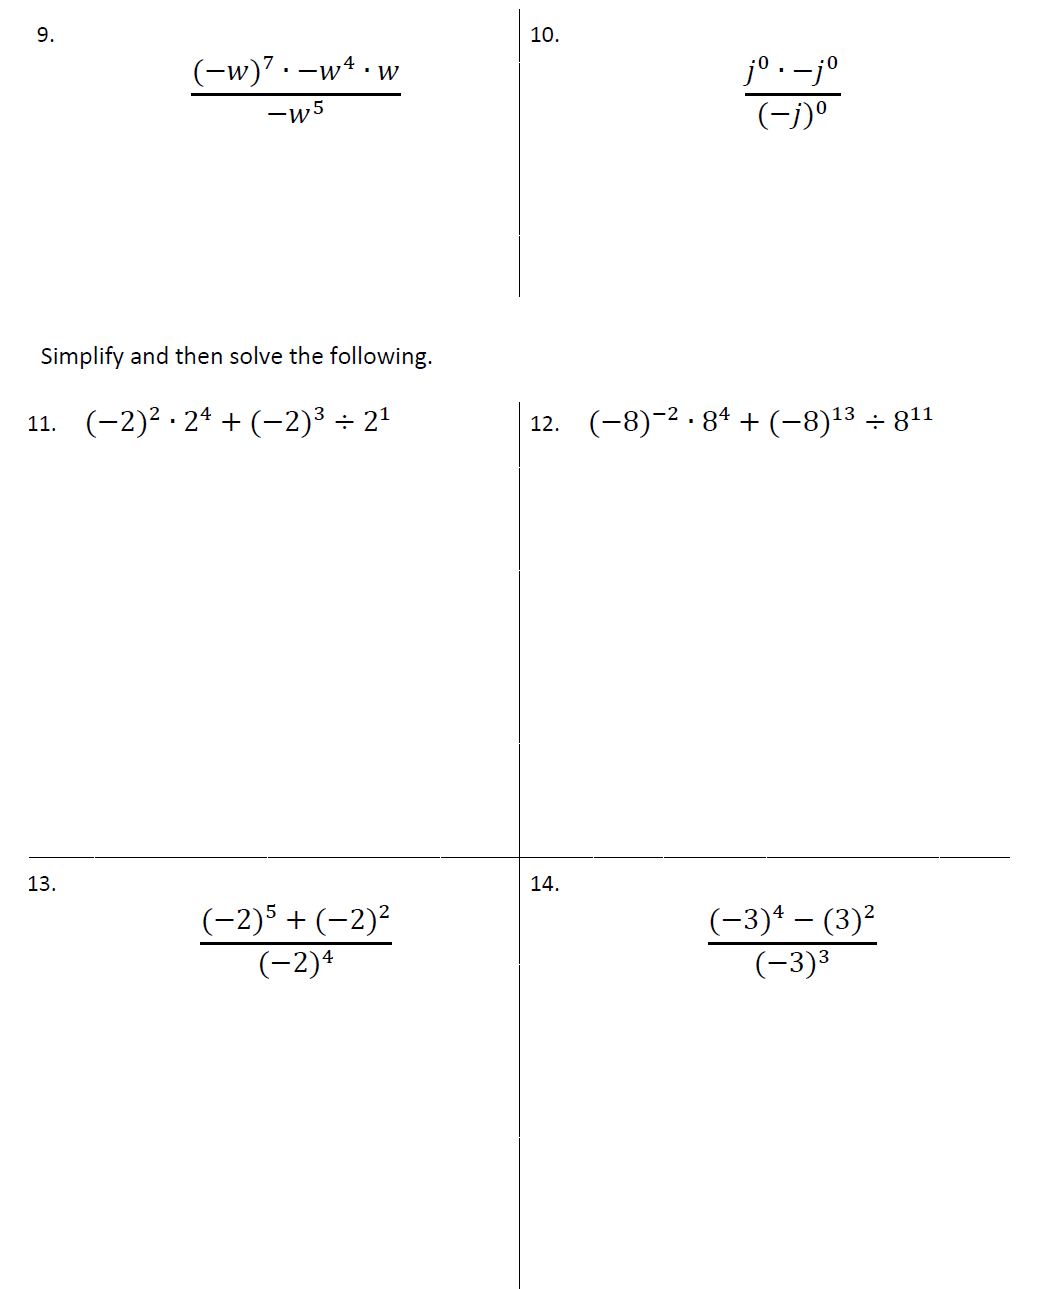 9.
(−w)⁷ · −w⁴ · w
−w⁵
10.
j⁰ · −j⁰
(−j)⁰
Simplify and then solve the following.
11. (−2)² · 2⁴ + (−2)³ ÷ 2¹
12. (−8)⁻² · 8⁴ + (−8)¹³ ÷ 8¹¹
13.
(−2)⁵ + (−2)²
(−2)⁴
14.
(−3)⁴ − (3)²
(−3)³